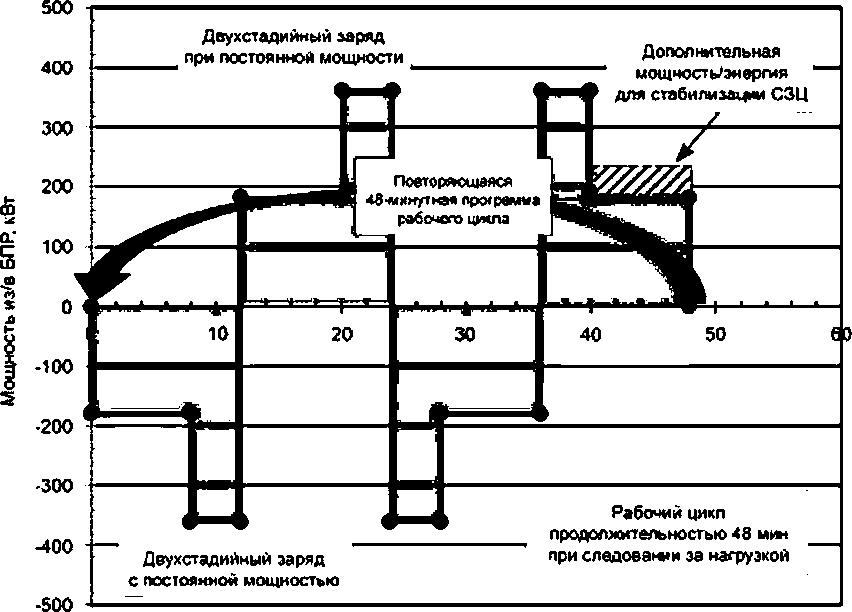 500
Двухстадийный заряд
при постоянной мощности
Дополнительная
мощность/энергия
для стабилизации СЗЦ
400
300
200
Повторяющаяся
48-минутная программа
рабочего цикла
100
0
10
20
30
40
50
60
Мощность из/в БПР, кВт
-100
-200
-300
Рабочий цикл
продолжительностью 48 мин
при следовании за нагрузкой
-400
Двухстадийный заряд
с постоянной мощностью
-500